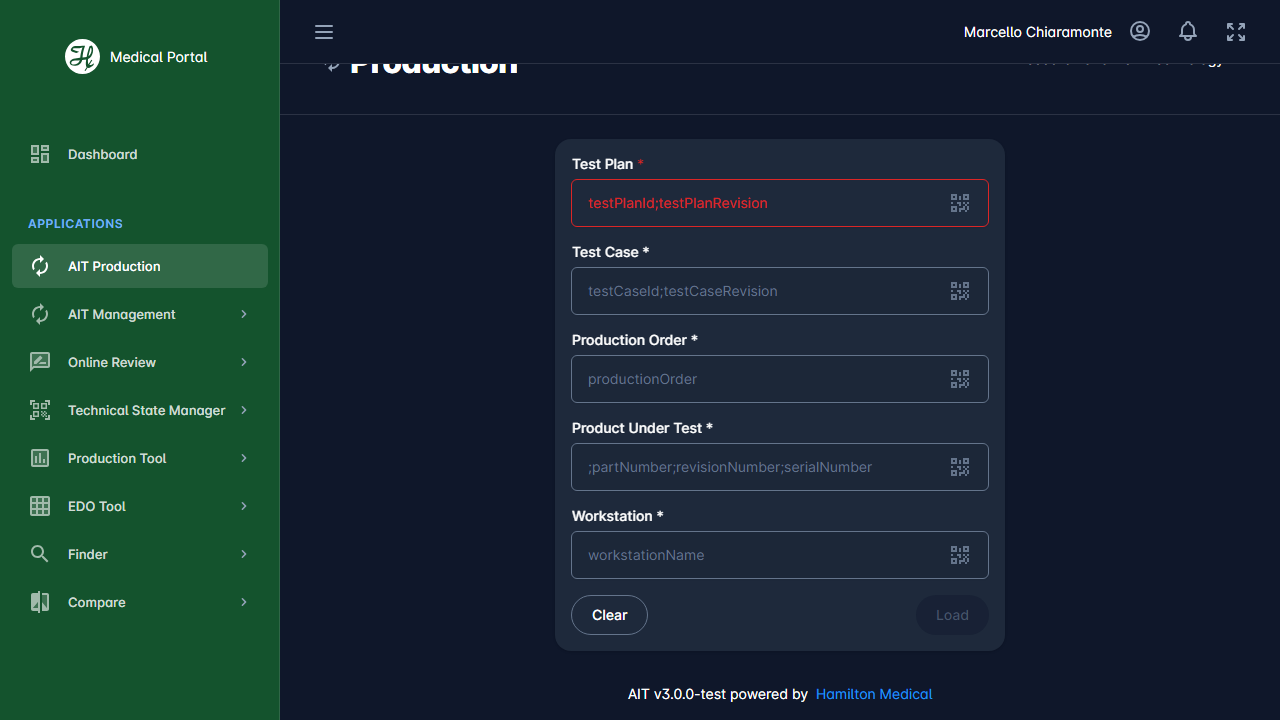 Medical Portal
Marcello Chiaramonte
Production
Dashboard
APPLICATIONS
AIT Production
AIT Management
Online Review
Technical State Manager
Production Tool
EDO Tool
Finder
Compare
Test Plan *
testPlanId;testPlanRevision
Test Case *
testCaseId;testCaseRevision
Production Order *
productionOrder
Product Under Test *
;partNumber;revisionNumber;serialNumber
Workstation *
workstationName
Clear
Load
AIT v3.0.0-test powered by Hamilton Medical